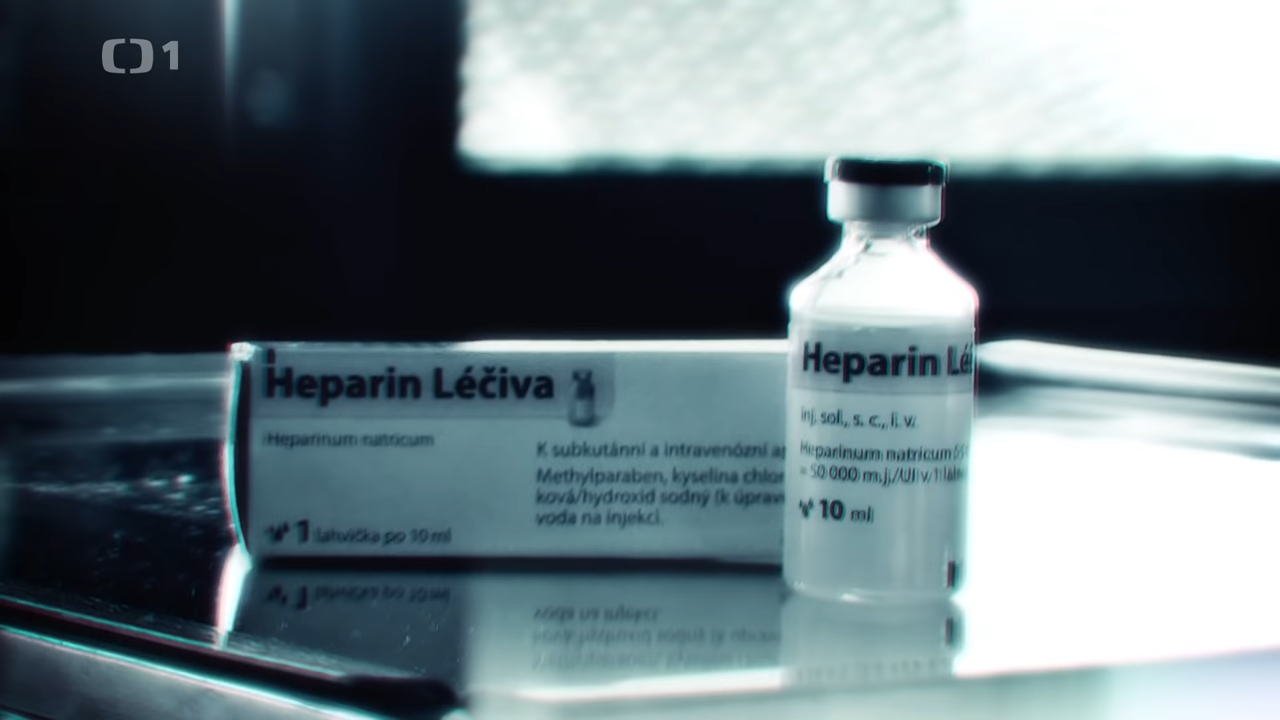 1
Heparin Léčiva
Heparinum natricum
K subkutánní a intravenózní
Methylparaben, kyselina
ková/hydroxid sodný (k
voda na injekci.
1 lahvička po 10 ml
Heparin
inj. sol., s. c., i. v.
Heparinum natricum
= 50 000 m.j./UI v 1
10 ml